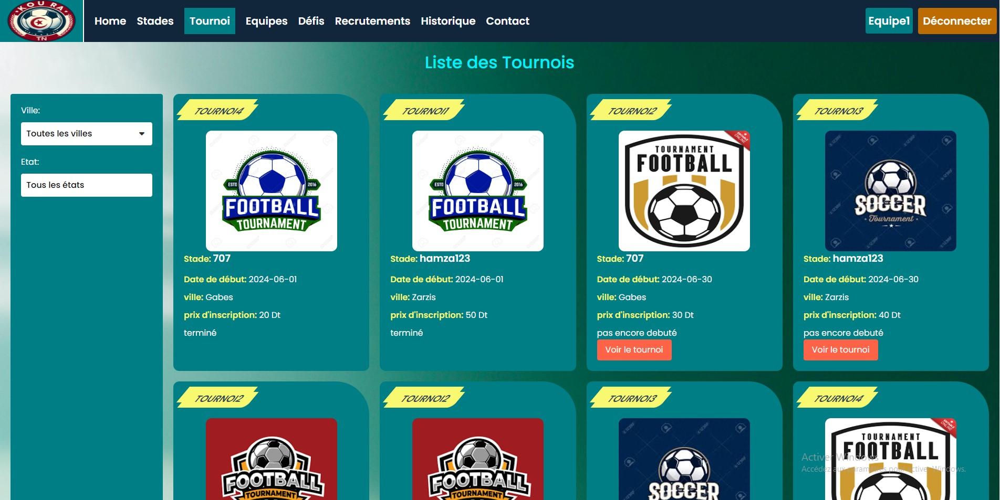 KOURA
TN
Home Stades Tournoi Equipes Défis Recrutements Historique Contact
Equipe1 Déconnecter
Liste des Tournois
Ville:
Toutes les villes
Etat:
Tous les états
TOURNOI4
ESTD 2016
FOOTBALL
TOURNAMENT
Stade: 707
Date de début: 2024-06-01
ville: Gabes
prix d'inscription: 20 Dt
terminé
TOURNOI1
ESTD 2016
FOOTBALL
TOURNAMENT
Stade: hamza123
Date de début: 2024-06-01
ville: Zarzis
prix d'inscription: 50 Dt
terminé
TOURNOI2
EDITABLE
ONLINE
TOURNAMENT
FOOTBALL
Stade: 707
Date de début: 2024-06-30
ville: Gabes
prix d'inscription: 30 Dt
pas encore debuté
Voir le tournoi
TOURNOI3
SOCCER
Tournament
Stade: hamza123
Date de début: 2024-06-30
ville: Zarzis
prix d'inscription: 40 Dt
pas encore debuté
Voir le tournoi
TOURNOI2
FOOTBALL
TOURNAMENT
TOURNOI2
FOOTBALL
TOURNAMENT
TOURNOI3
SOCCER
TOURNOI4
EDITABLE
ONLINE
TOURNAMENT
FOOTBALL
Activer Windows
Accédez aux paramètres pour activer Windows.